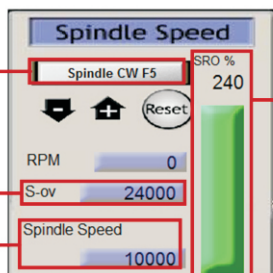 Spindle Speed
Spindle CW F5
SRO %
240
Reset
RPM 0
S-ov 24000
Spindle Speed
10000